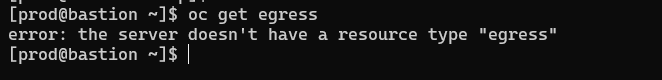 [prod@bastion ~]$ oc get egress
error: the server doesn't have a resource type "egress"
[prod@bastion ~]$